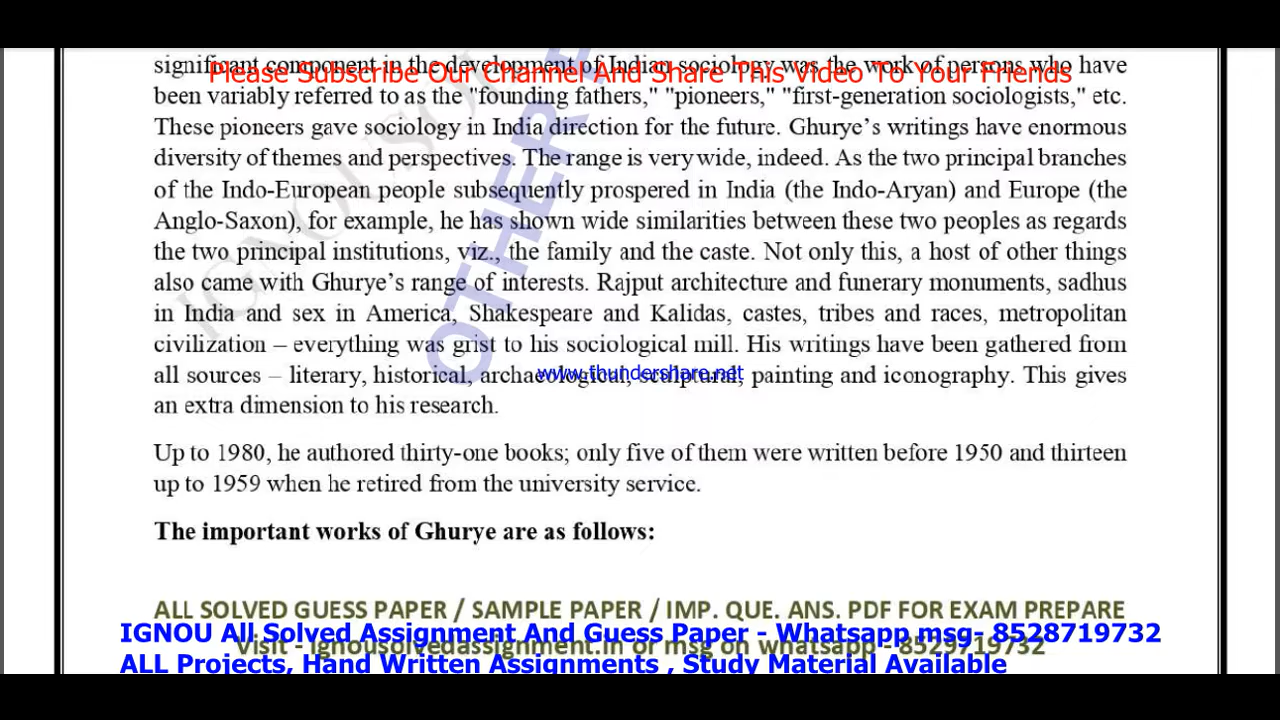 significant component in the development of Indian sociology was the work of persons who have
Please Subscribe Our Channel And Share This Video To Your Friends
been variably referred to as the "founding fathers," "pioneers," "first-generation sociologists," etc.
These pioneers gave sociology in India direction for the future. Ghurye’s writings have enormous
diversity of themes and perspectives. The range is very wide, indeed. As the two principal branches
of the Indo-European people subsequently prospered in India (the Indo-Aryan) and Europe (the
Anglo-Saxon), for example, he has shown wide similarities between these two peoples as regards
the two principal institutions, viz., the family and the caste. Not only this, a host of other things
also came with Ghurye’s range of interests. Rajput architecture and funerary monuments, sadhus
in India and sex in America, Shakespeare and Kalidas, castes, tribes and races, metropolitan
civilization – everything was grist to his sociological mill. His writings have been gathered from
all sources – literary, historical, archaeological, sculptural, painting and iconography. This gives
www.thundershare.net
an extra dimension to his research.
IGNOU SOL
OTHER
Up to 1980, he authored thirty-one books; only five of them were written before 1950 and thirteen
up to 1959 when he retired from the university service.
The important works of Ghurye are as follows:
ALL SOLVED GUESS PAPER / SAMPLE PAPER / IMP. QUE. ANS. PDF FOR EXAM PREPARE
IGNOU All Solved Assignment And Guess Paper - Whatsapp msg- 8528719732
Visit - ignousolvedassignment.in or msg on whatsapp - 8529719732
ALL Projects, Hand Written Assignments , Study Material Available